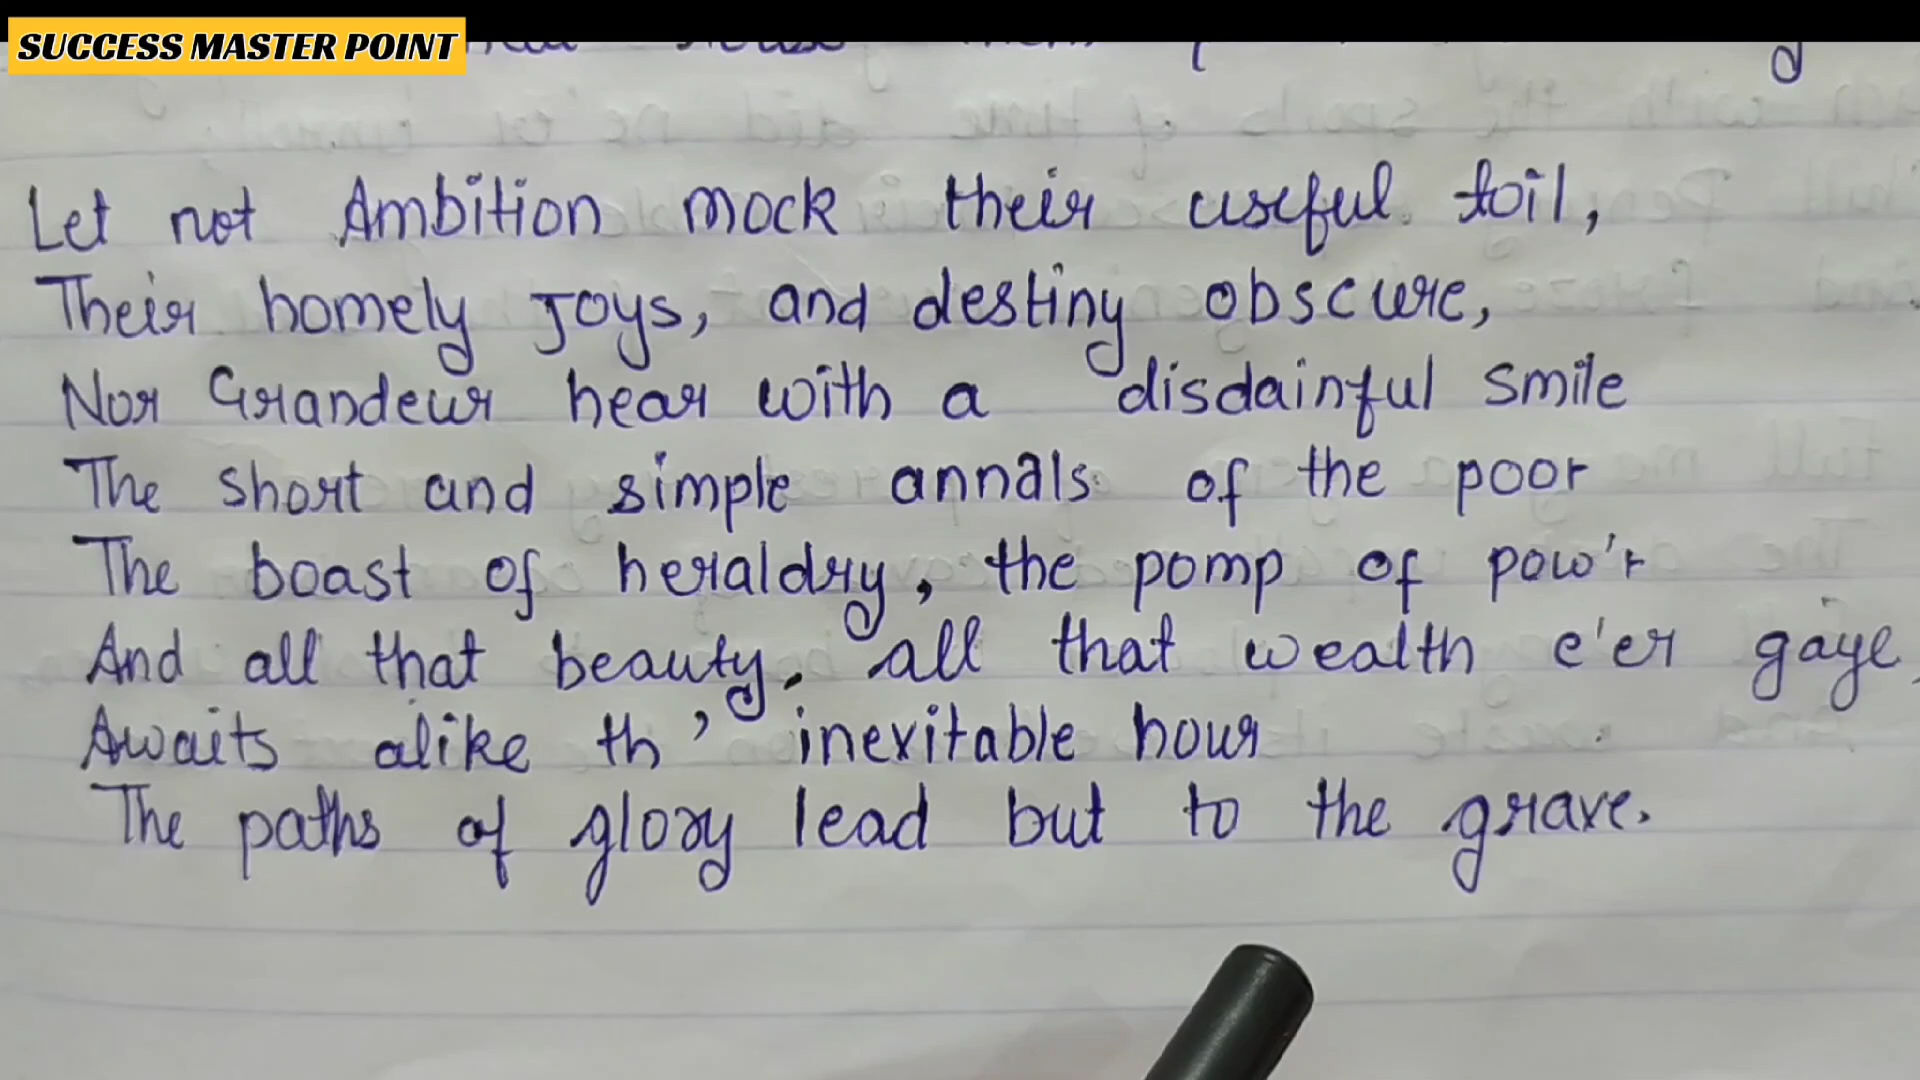 SUCCESS MASTER POINT
Let not Ambition mock their useful toil,
Their homely Joys, and destiny obscure,
Nor Grandeur hear with a disdainful smile
The short and simple annals of the poor
The boast of heraldry, the pomp of pow'r
And all that beauty, all that wealth e'er gave,
Awaits alike th' inevitable hour
The paths of glory lead but to the grave.